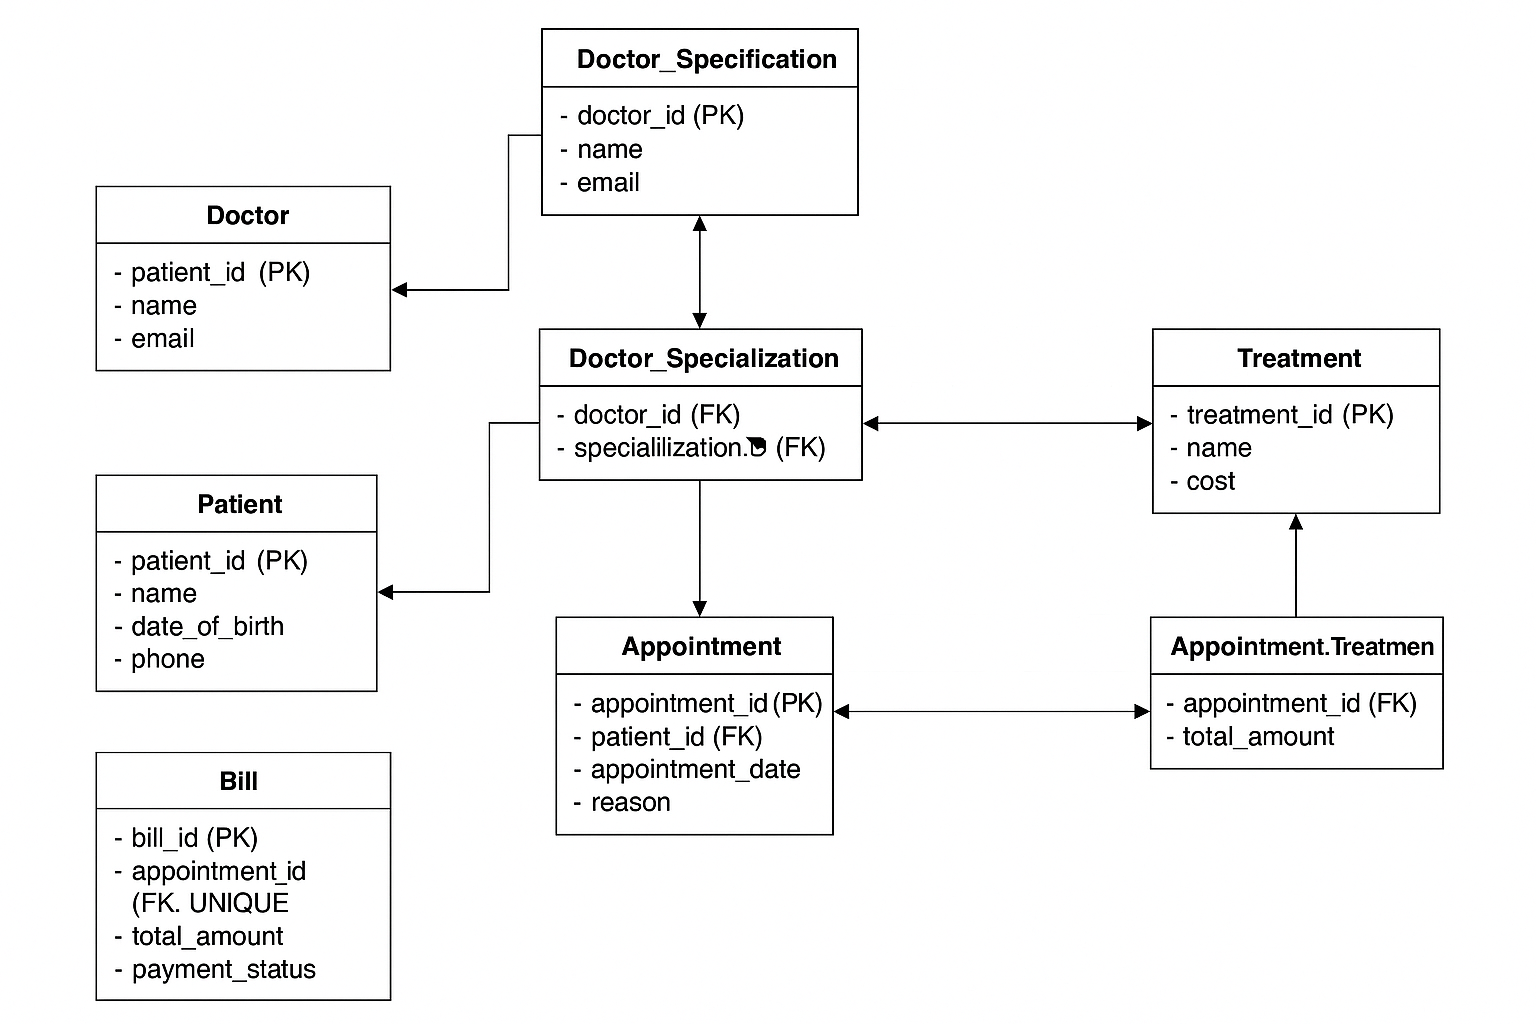 Doctor_Specification
- doctor_id (PK)
- name
- email
Doctor
- patient_id (PK)
- name
- email
Doctor_Specialization
- doctor_id (FK)
- specialilization. (FK)
Treatment
- treatment_id (PK)
- name
- cost
Patient
- patient_id (PK)
- name
- date_of_birth
- phone
Appointment
- appointment_id (PK)
- patient_id (FK)
- appointment_date
- reason
Appointment.Treatmen
- appointment_id (FK)
- total_amount
Bill
- bill_id (PK)
- appointment_id
(FK. UNIQUE
- total_amount
- payment_status